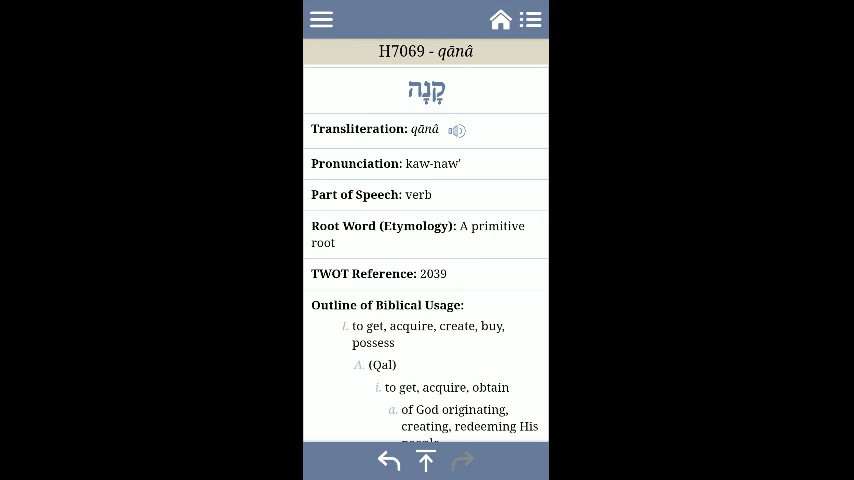 H7069 - qānâ
קָנָה
Transliteration: qānâ
Pronunciation: kaw-naw'
Part of Speech: verb
Root Word (Etymology): A primitive
root
TWOT Reference: 2039
Outline of Biblical Usage:
I. to get, acquire, create, buy,
possess
A. (Qal)
i. to get, acquire, obtain
a. of God originating,
creating, redeeming His
people